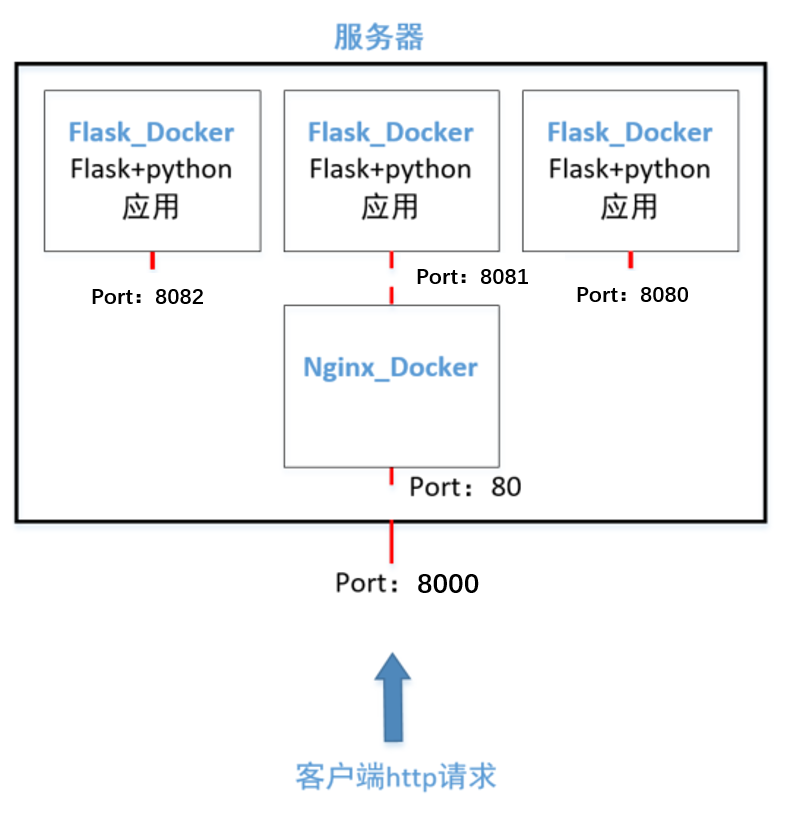 服务器
Flask_Docker
Flask+python
应用
Flask_Docker
Flask+python
应用
Flask_Docker
Flask+python
应用
Port：8082
Port：8081
Port：8080
Nginx_Docker
Port：80
Port：8000
客户端http请求